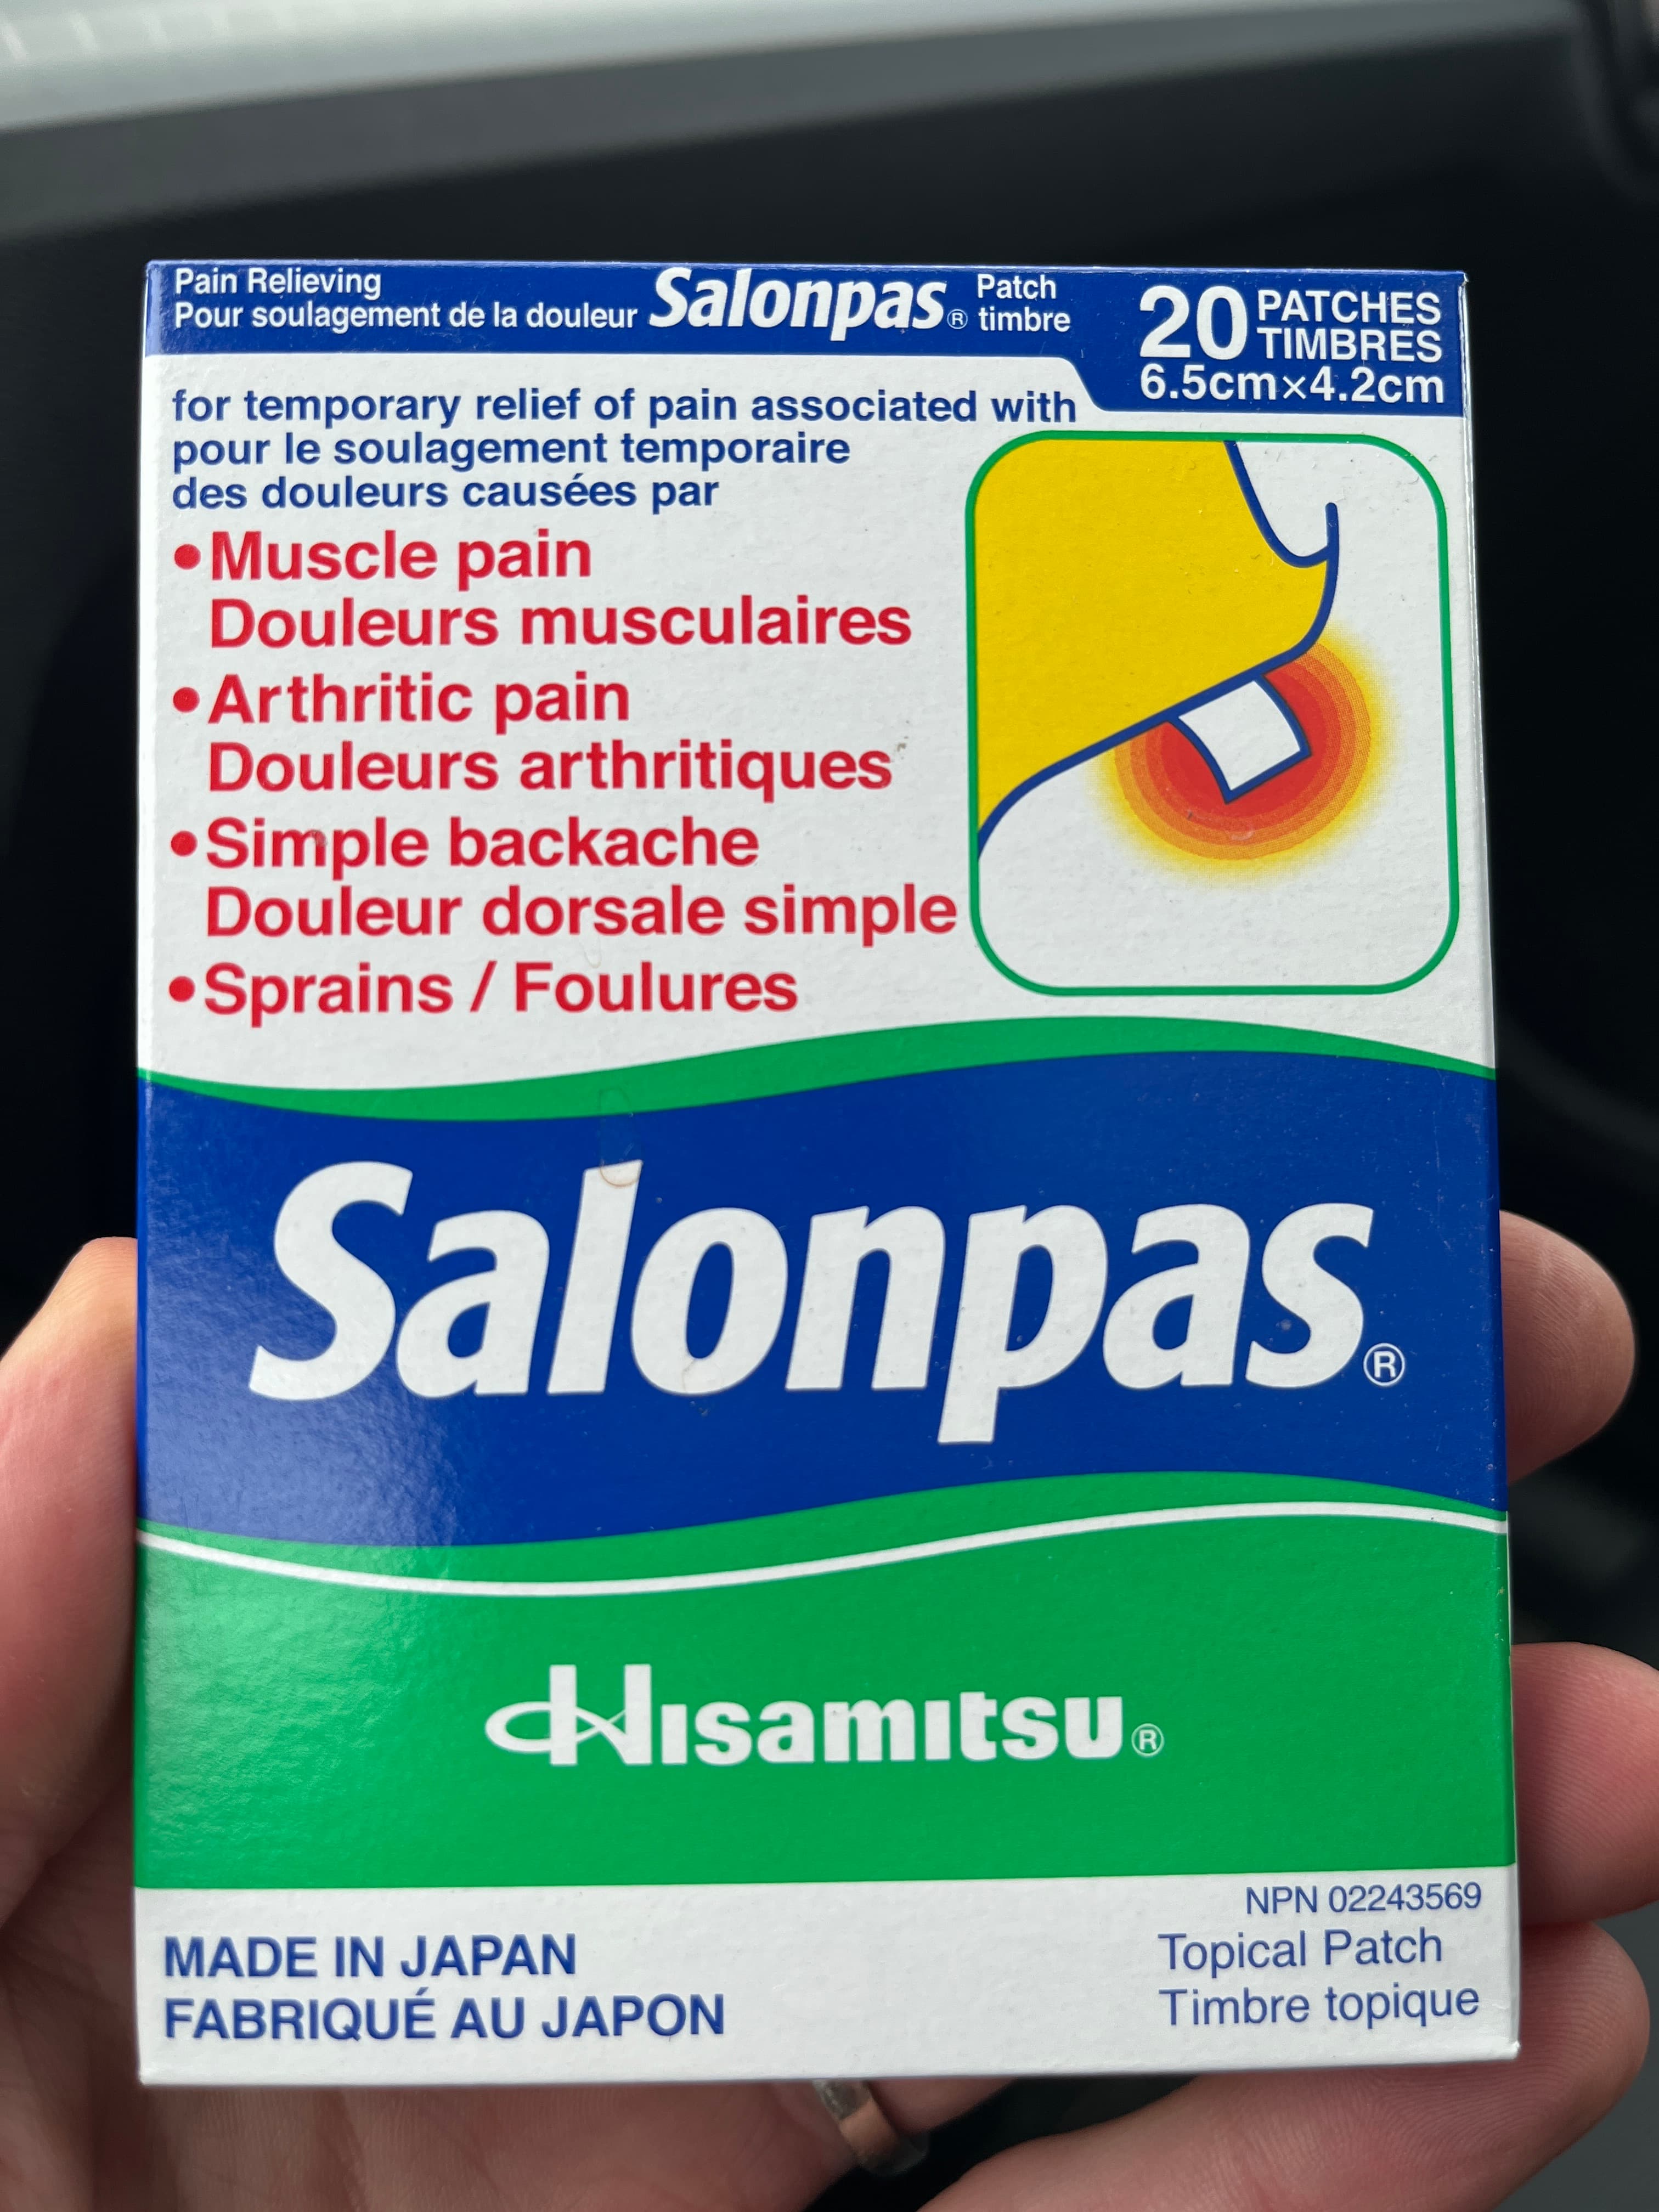 Pain Relieving
Pour soulagement de la douleur
Salonpas®
Patch
timbre
20 PATCHES
TIMBRES
6.5cm×4.2cm
for temporary relief of pain associated with
pour le soulagement temporaire
des douleurs causées par
•Muscle pain
Douleurs musculaires
•Arthritic pain
Douleurs arthritiques
•Simple backache
Douleur dorsale simple
•Sprains / Foulures
Salonpas®
Hisamitsu®
MADE IN JAPAN
FABRIQUÉ AU JAPON
NPN 02243569
Topical Patch
Timbre topique